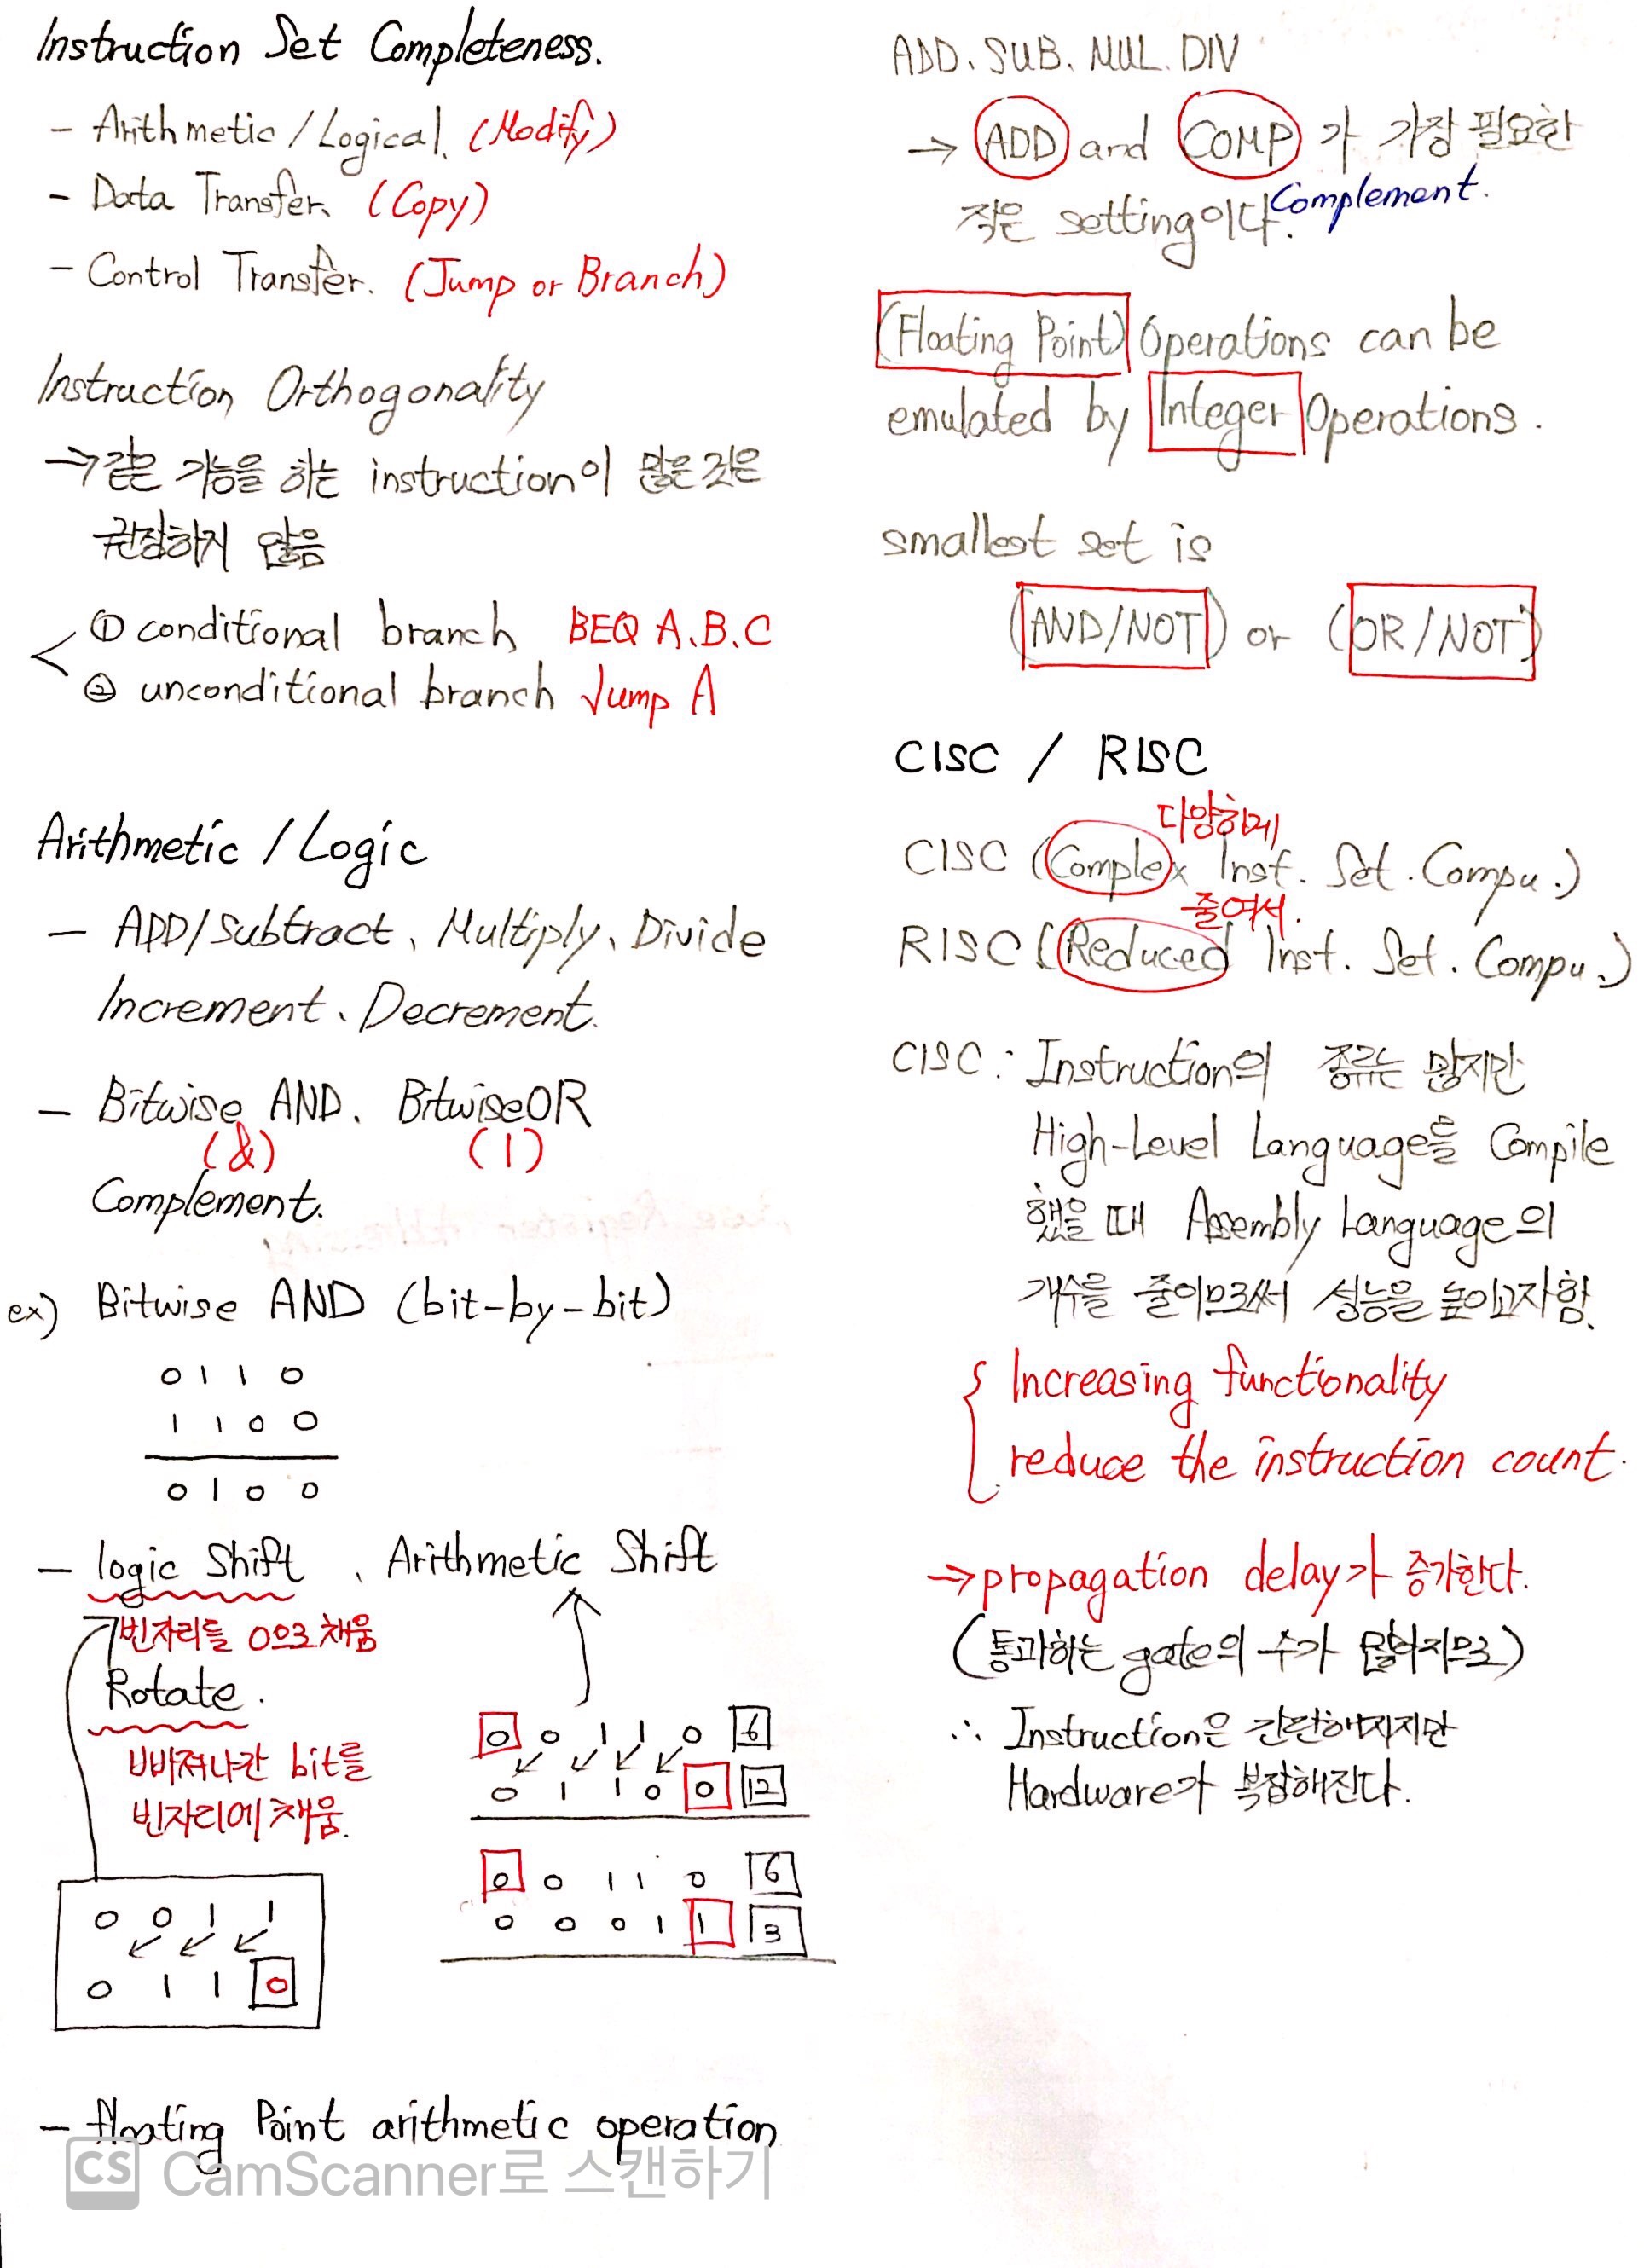 Instruction Set Completeness.
- Arithmetic / Logical. (Modify)
- Data Transfer. (Copy)
- Control Transfer. (Jump or Branch)
Instruction Orthogonality
→ 같은 기능을 하는 instruction이 많은 것은
권장하지 않음
① conditional branch BEQ A.B.C
② unconditional branch Jump A
Arithmetic / Logic
- ADD/Subtract, Multiply, Divide
Increment, Decrement.
- Bitwise AND, BitwiseOR
(&) (|)
Complement.
ex) Bitwise AND (bit-by-bit)
0 1 1 0
1 1 0 0
0 1 0 0
- logic Shift , Arithmetic Shift
빈자리를 0으로 채움
Rotate.
빠져나간 bit를
빈자리에 채움.
0 0 1 1
0 1 1 0
0 0 1 1 0 6
0 1 1 0 0 12
0 0 1 1 0 6
0 0 0 1 1 3
- floating Point arithmetic operation
ADD. SUB. MUL. DIV
→ ADD and COMP 가 가장 필요한
적은 setting이다. Complement.
(Floating Point) Operations can be
emulated by Integer Operations.
smallest set is
(AND/NOT) or (OR/NOT)
CISC / RISC
다양하게
CISC (Complex Inst. Set. Compu.)
줄여서.
RISC (Reduced Inst. Set. Compu.)
CISC : Instruction의 종류는 많지만
High-Level Language를 Compile
했을 때 Assembly Language의
개수를 줄이므로써 성능을 높이고자함.
Increasing functionality
reduce the instruction count.
→ propagation delay가 증가한다.
(통과하는 gate의 수가 많아지므로)
∴ Instruction은 간단해지지만
Hardware가 복잡해진다.
CS CamScanner로 스캔하기